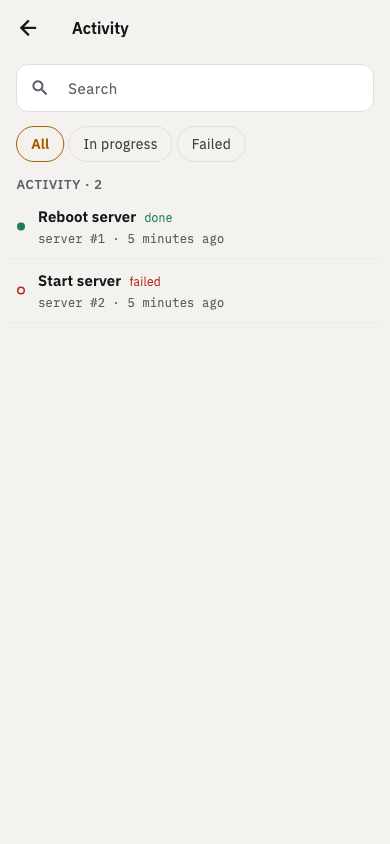 Activity
Search
All In progress Failed
ACTIVITY · 2
Reboot server done
server #1 · 5 minutes ago
Start server failed
server #2 · 5 minutes ago